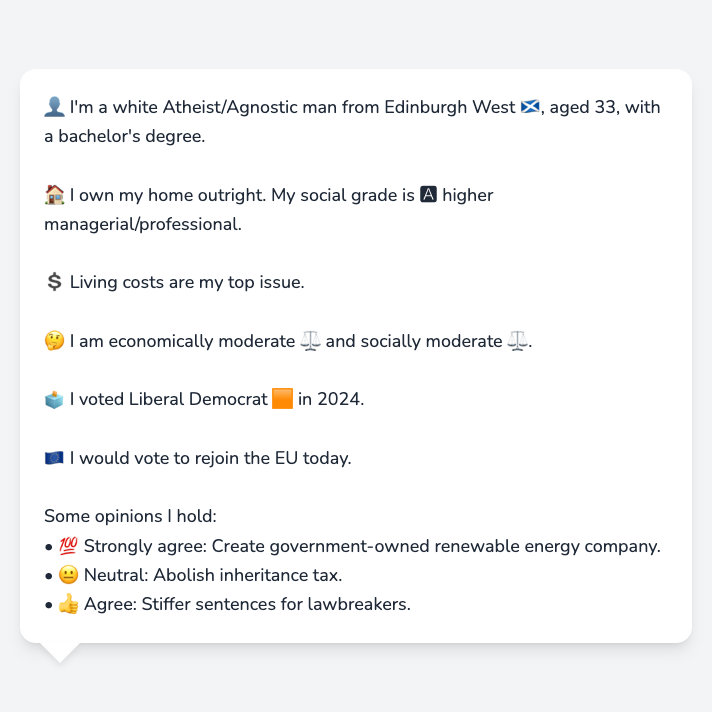 👤 I'm a white Atheist/Agnostic man from Edinburgh West 🏴󠁧󠁢󠁳󠁣󠁴󠁿, aged 33, with
a bachelor's degree.
🏠 I own my home outright. My social grade is 🅰 higher
managerial/professional.
💲 Living costs are my top issue.
🤔 I am economically moderate ⚖️ and socially moderate ⚖️.
🗳️ I voted Liberal Democrat 🟧 in 2024.
🇪🇺 I would vote to rejoin the EU today.
Some opinions I hold:
• 💯 Strongly agree: Create government-owned renewable energy company.
• 😐 Neutral: Abolish inheritance tax.
• 👍 Agree: Stiffer sentences for lawbreakers.